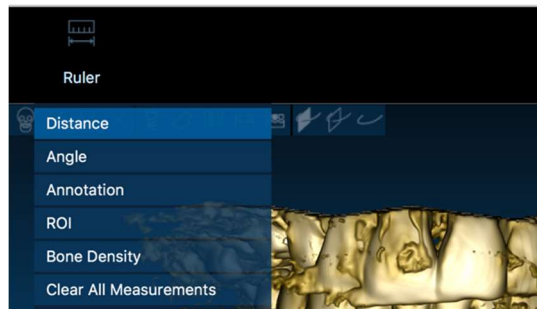 Ruler
Distance
Angle
Annotation
ROI
Bone Density
Clear All Measurements